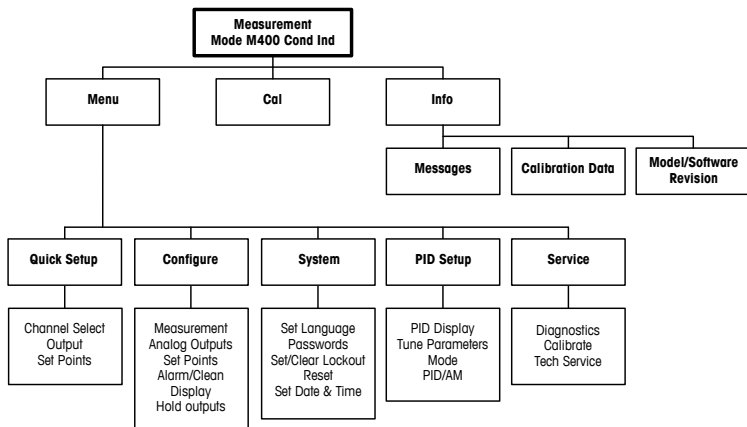 Measurement
Mode M400 Cond Ind
Menu
Cal
Info
Messages
Calibration Data
Model/Software
Revision
Quick Setup
Configure
System
PID Setup
Service
Channel Select
Output
Set Points
Measurement
Analog Outputs
Set Points
Alarm/Clean
Display
Hold outputs
Set Language
Passwords
Set/Clear Lockout
Reset
Set Date & Time
PID Display
Tune Parameters
Mode
PID/AM
Diagnostics
Calibrate
Tech Service